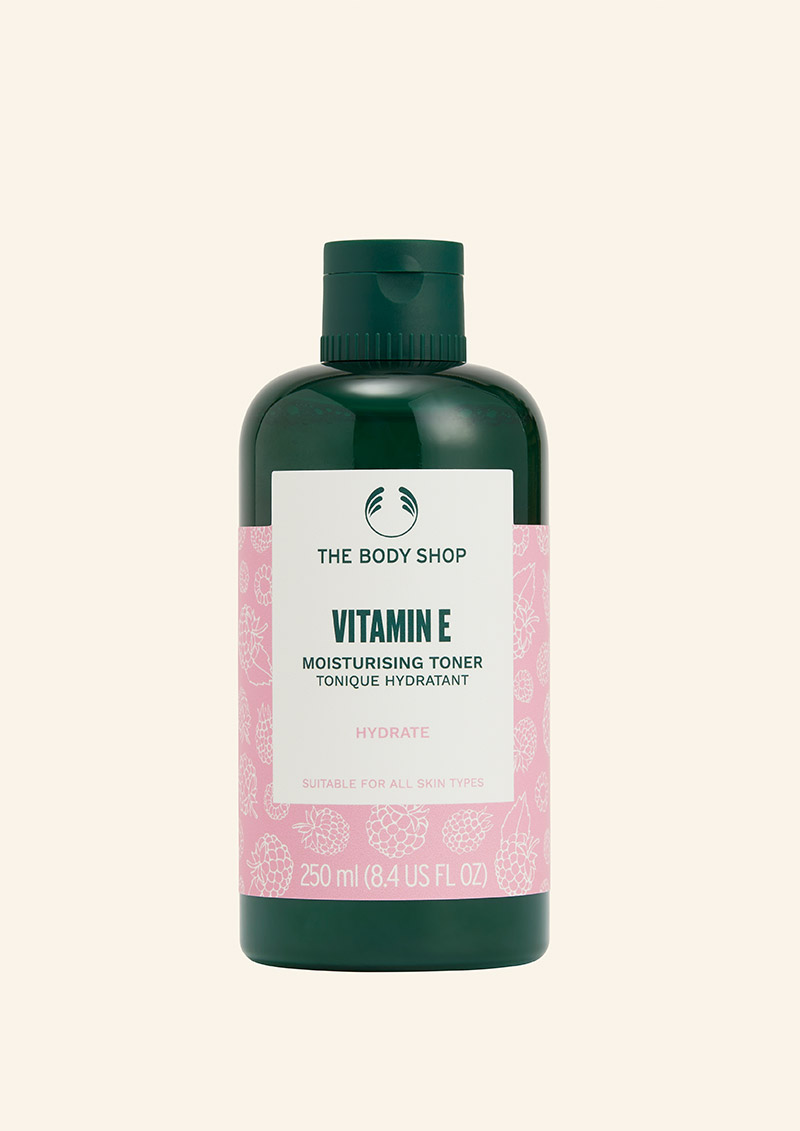 THE BODY SHOP
VITAMIN E
MOISTURISING TONER
TONIQUE HYDRATANT
HYDRATE
SUITABLE FOR ALL SKIN TYPES
250 ml (8.4 US FL OZ)